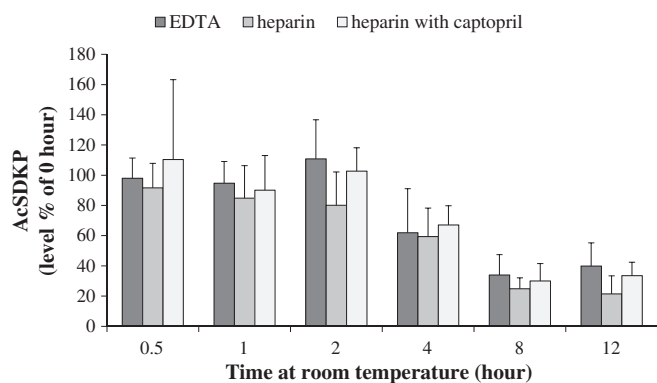 EDTA heparin heparin with captopril
180
160
140
120
100
80
60
40
20
0
AcSDKP
(level % of 0 hour)
0.5 1 2 4 8 12
Time at room temperature (hour)